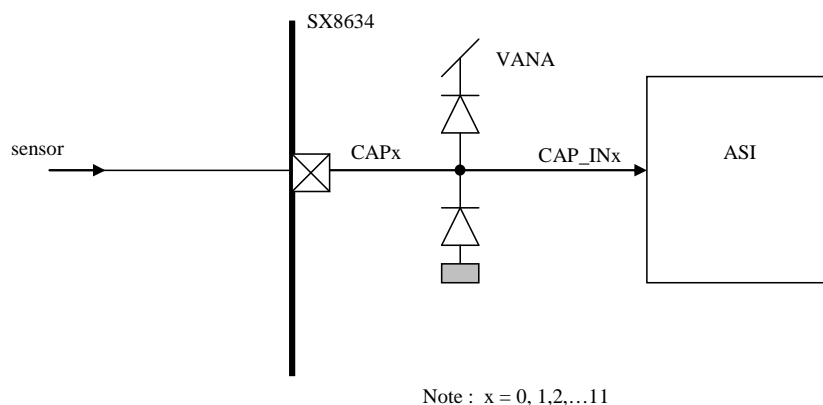 SX8634
VANA
sensor
CAPx
CAP_INx
ASI
Note : x = 0, 1,2,…11